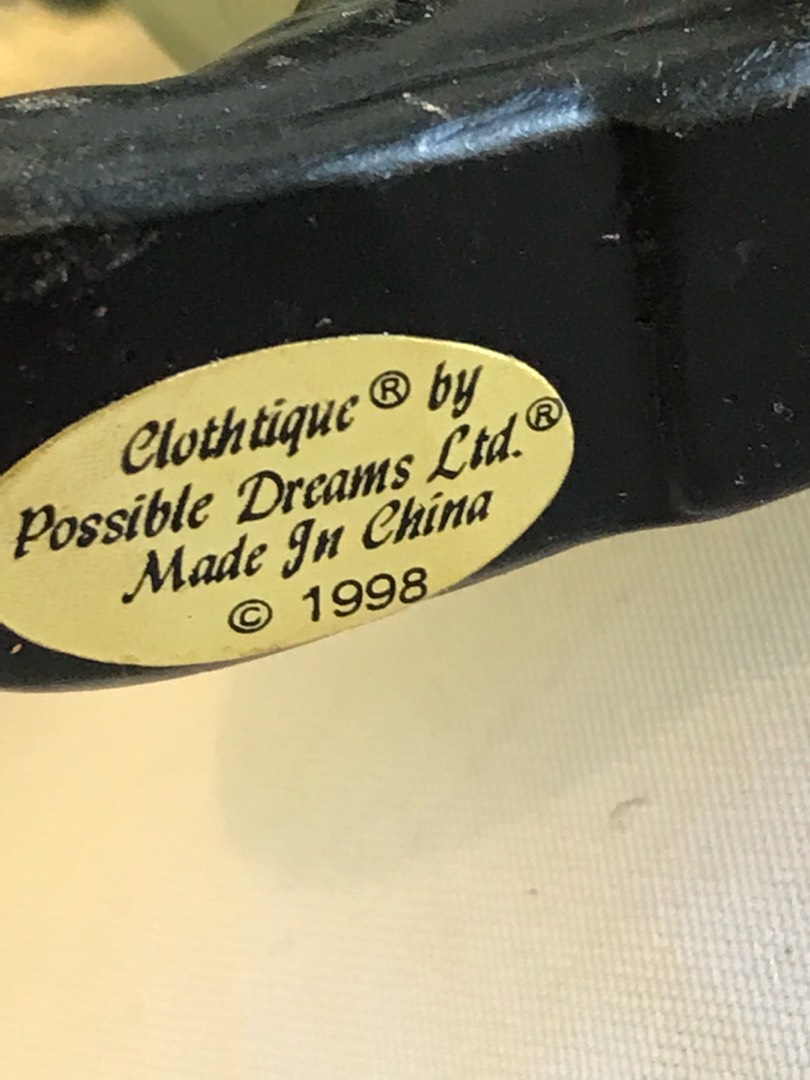 Clothtique® by
Possible Dreams Ltd.®
Made In China
© 1998